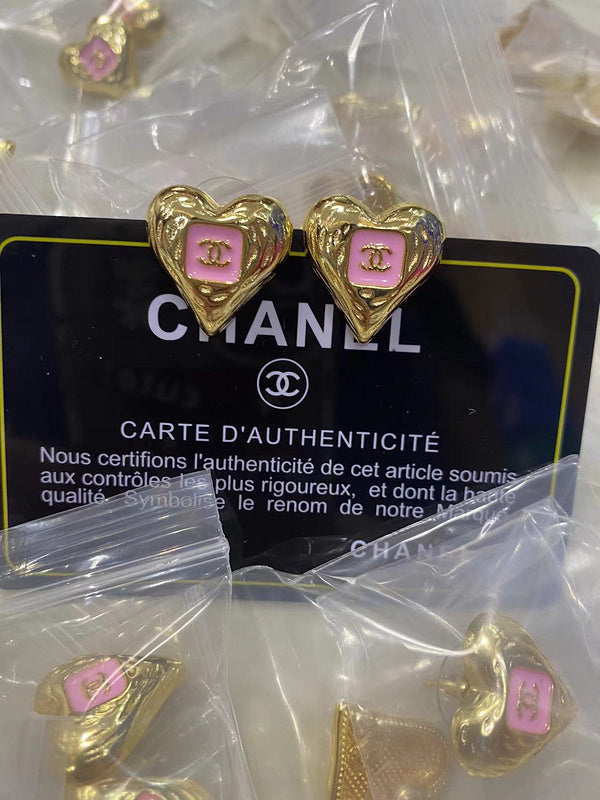 CHANEL
CARTE D'AUTHENTICITÉ
Nous certifions l'authenticité de cet article soumis
aux contrôles les plus rigoureux, et dont la haute
qualité. Symbolise le renom de notre Marque
CHANEL